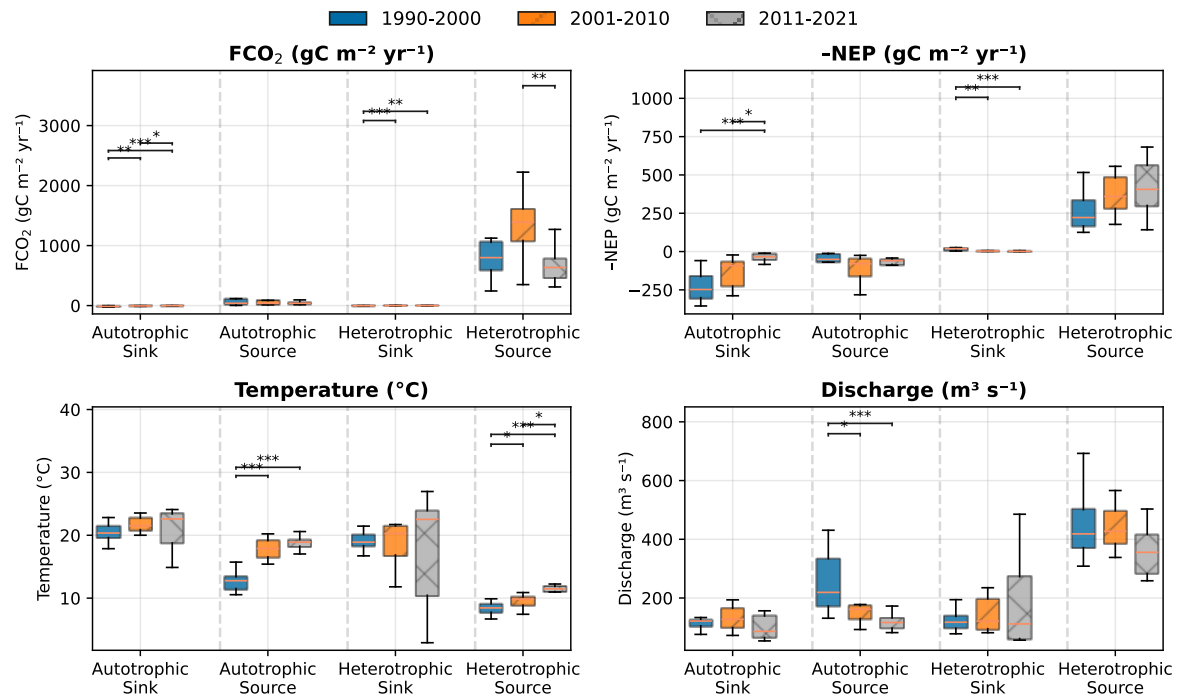 1990-2000 2001-2010 2011-2021
FCO₂ (gC m⁻² yr⁻¹)
FCO₂ (gC m⁻² yr⁻¹)
3000
2000
1000
0
** *** * *** ** **
Autotrophic Sink
Autotrophic Source
Heterotrophic Sink
Heterotrophic Source
–NEP (gC m⁻² yr⁻¹)
–NEP (gC m⁻² yr⁻¹)
1000
750
500
250
0
−250
*** * ** ***
Autotrophic Sink
Autotrophic Source
Heterotrophic Sink
Heterotrophic Source
Temperature (°C)
Temperature (°C)
40
30
20
10
*** *** * *** *
Autotrophic Sink
Autotrophic Source
Heterotrophic Sink
Heterotrophic Source
Discharge (m³ s⁻¹)
Discharge (m³ s⁻¹)
800
600
400
200
* ***
Autotrophic Sink
Autotrophic Source
Heterotrophic Sink
Heterotrophic Source